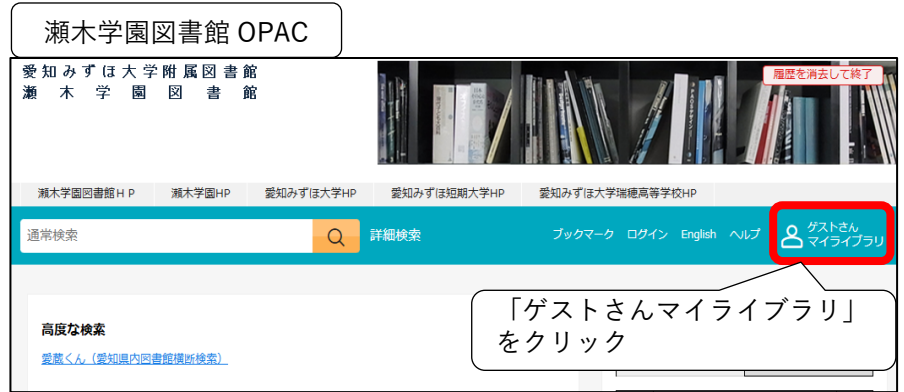 瀬木学園図書館 OPAC
愛知みずほ大学附属図書館
瀬木学園図書館
履歴を消去して終了
瀬木学園図書館ＨＰ 瀬木学園HP 愛知みずほ大学HP 愛知みずほ短期大学HP 愛知みずほ大学瑞穂高等学校HP
通常検索 詳細検索 ブックマーク ログイン English ヘルプ ゲストさん
マイライブラリ
「ゲストさんマイライブラリ」
をクリック
高度な検索
愛蔵くん（愛知県内図書館横断検索）